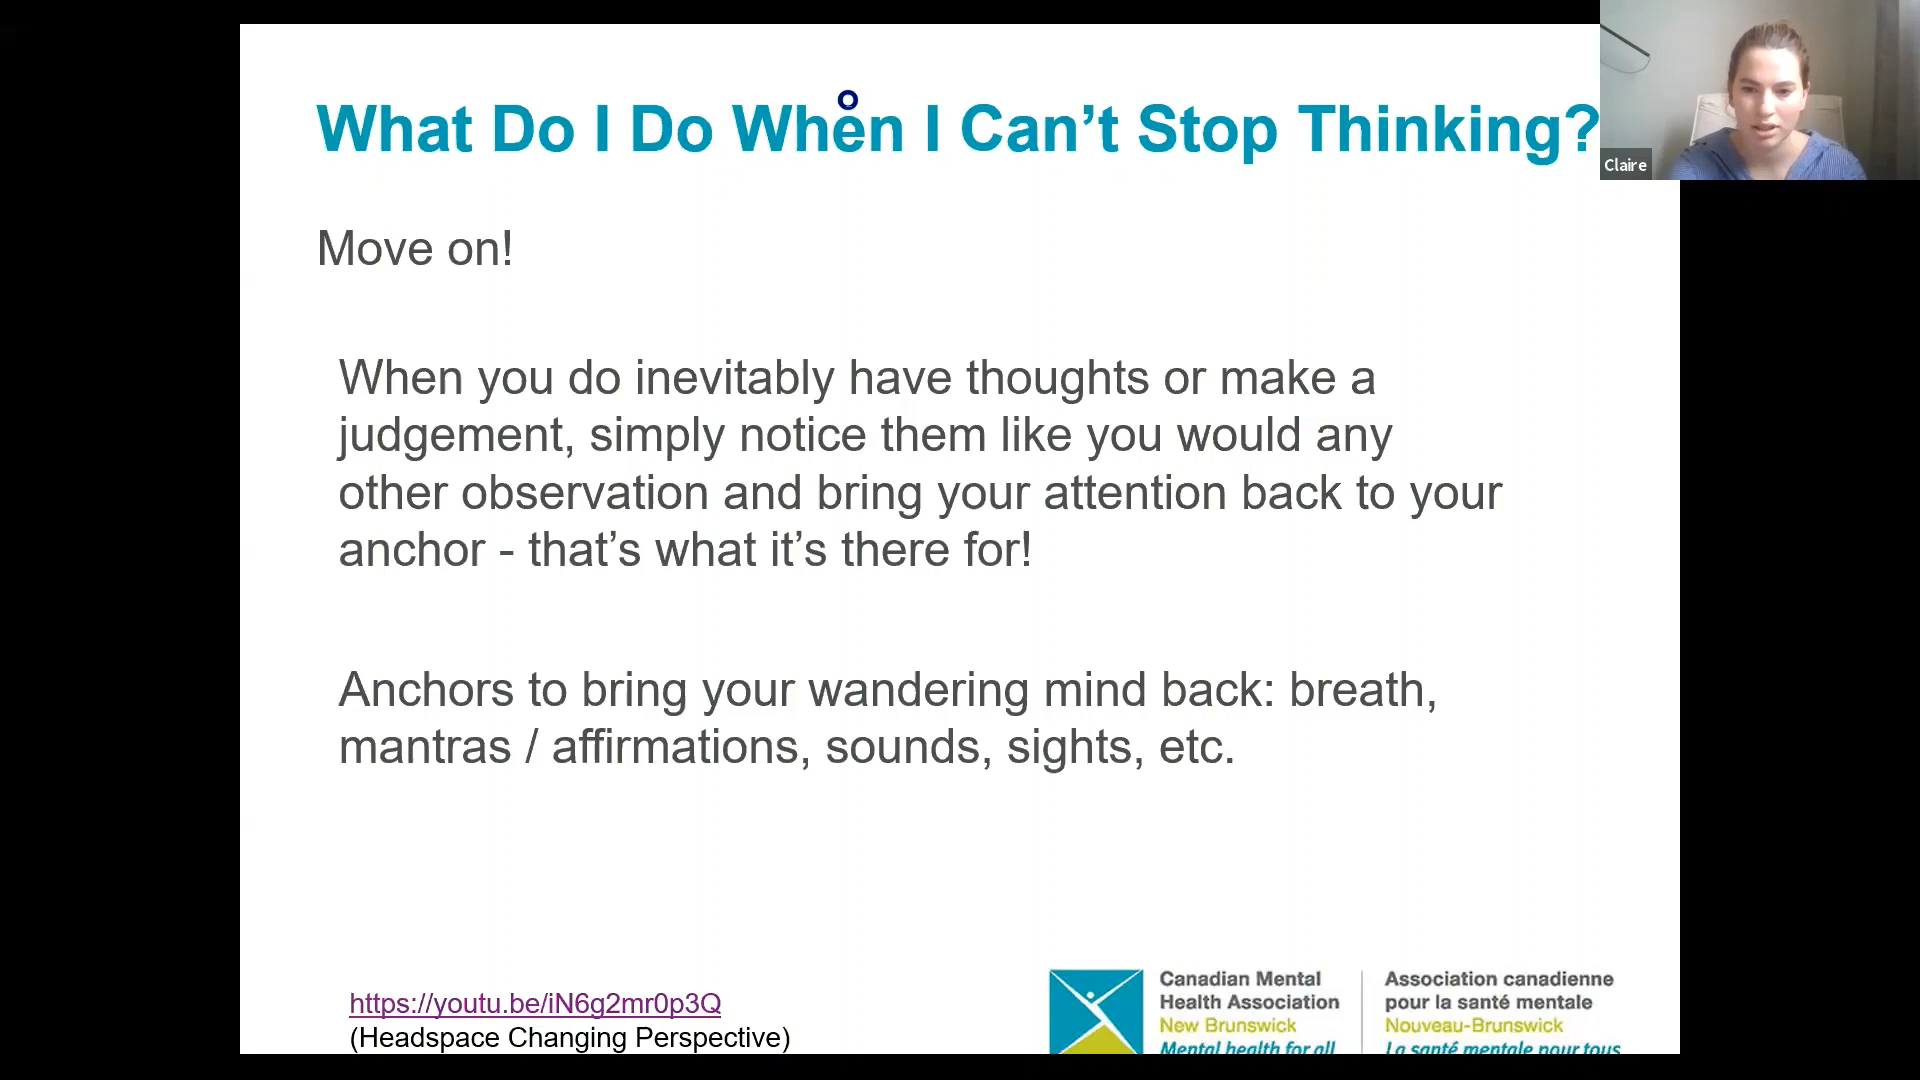 What Do I Do When I Can’t Stop Thinking?
Claire
Move on!
When you do inevitably have thoughts or make a
judgement, simply notice them like you would any
other observation and bring your attention back to your
anchor - that’s what it’s there for!
Anchors to bring your wandering mind back: breath,
mantras / affirmations, sounds, sights, etc.
https://youtu.be/iN6g2mr0p3Q
(Headspace Changing Perspective)
Canadian Mental
Health Association
New Brunswick
Mental health for all
Association canadienne
pour la santé mentale
Nouveau-Brunswick
La santé mentale pour tous